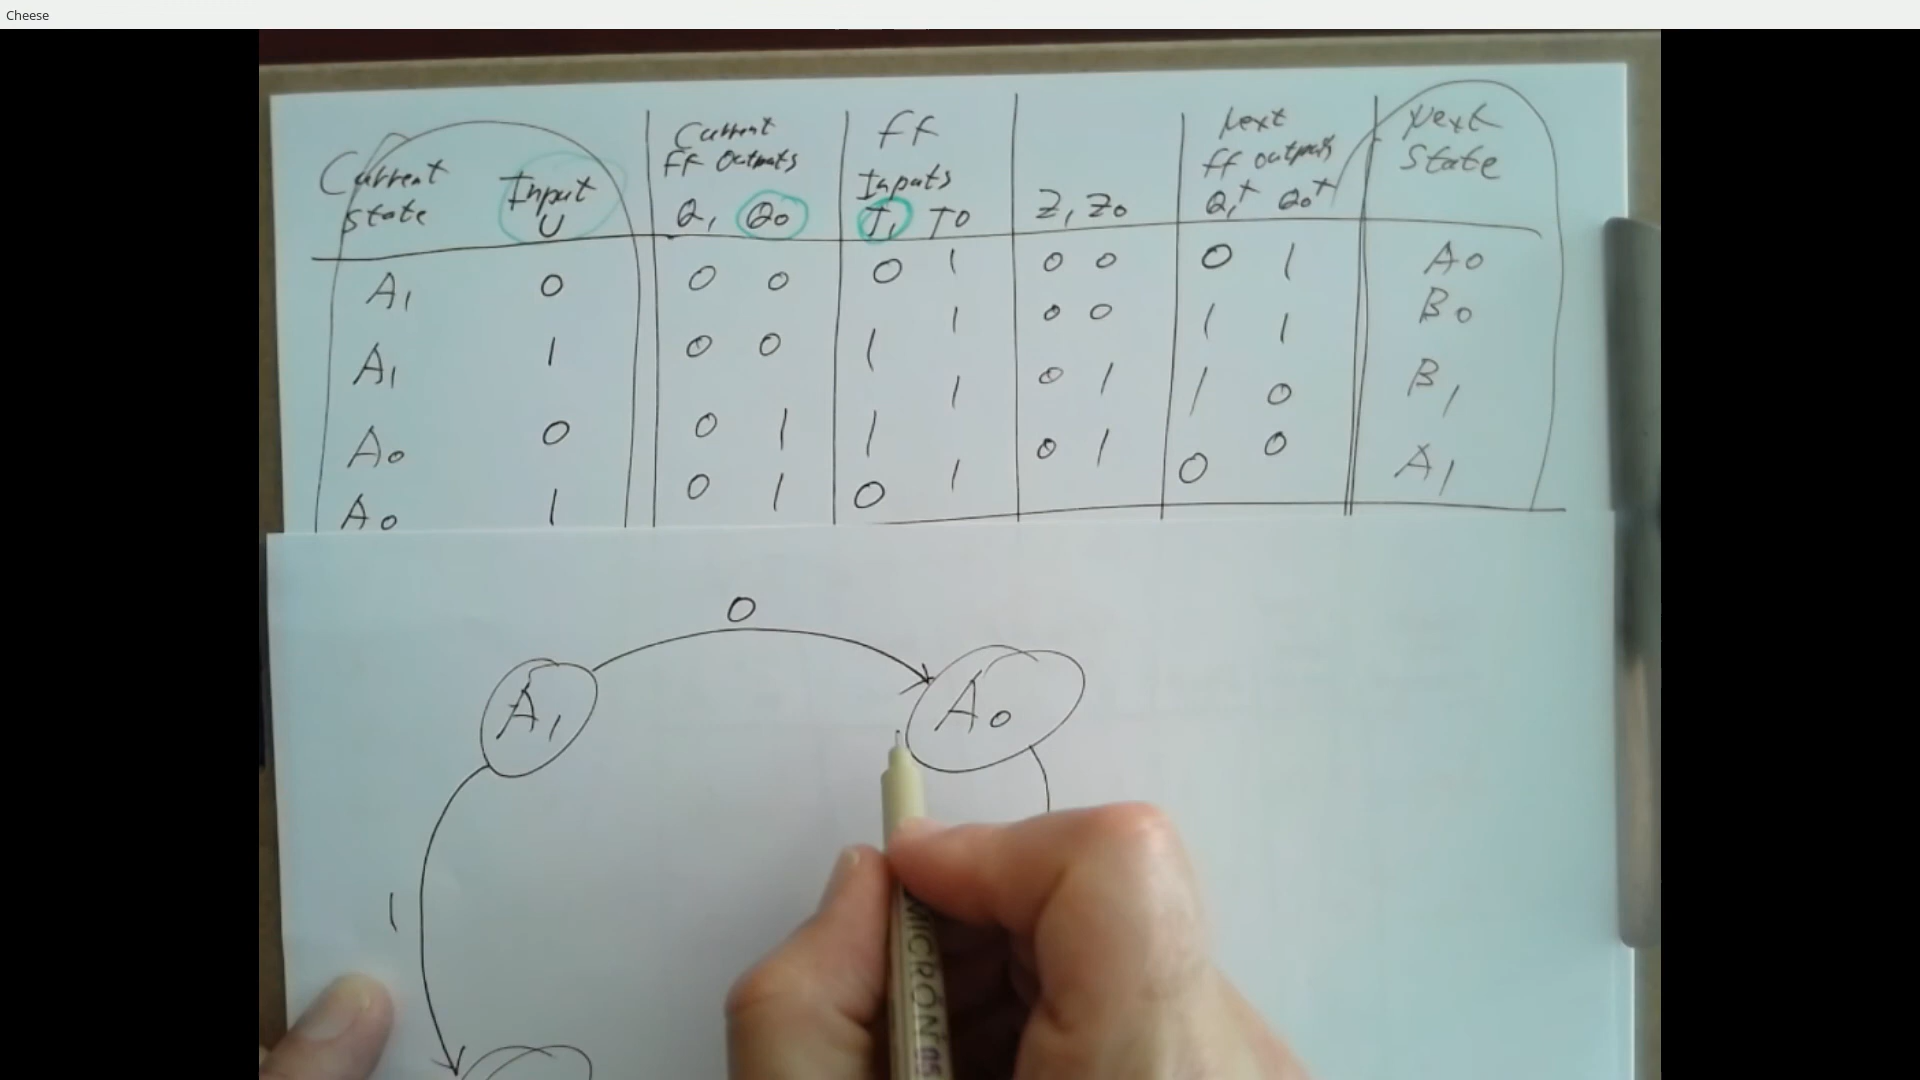 Cheese
Current State
Input U
Current FF Outputs Q1 Q0
FF Inputs T1 T0
Z1 Z0
Next FF outputs Q1+ Q0+
Next State
A1 0 0 0 0 1 0 0 0 1 A0
A1 1 0 0 1 1 0 0 1 1 B0
A0 0 0 1 1 1 0 1 1 0 B1
A0 1 0 1 0 1 0 1 0 0 A1
0
A1
A0
1
MICRON 05